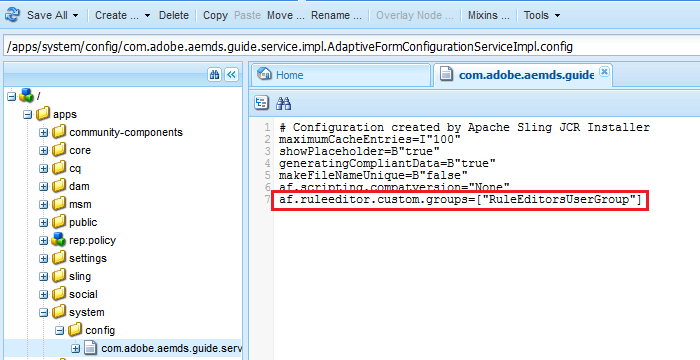 Save All Create ... Delete Copy Paste Move ... Rename ... Overlay Node ... Mixins ... Tools
/apps/system/config/com.adobe.aemds.guide.service.impl.AdaptiveFormConfigurationServiceImpl.config
/
apps
community-components
core
cq
dam
msm
public
rep:policy
settings
sling
social
system
config
com.adobe.aemds.guide.serv
Home com.adobe.aemds.guide
1 # Configuration created by Apache Sling JCR Installer
2 maximumCacheEntries=I"100"
3 showPlaceholder=B"true"
4 generatingCompliantData=B"true"
5 makeFileNameUnique=B"false"
6 af.scripting.compatversion="None"
7 af.ruleeditor.custom.groups=["RuleEditorsUserGroup"]